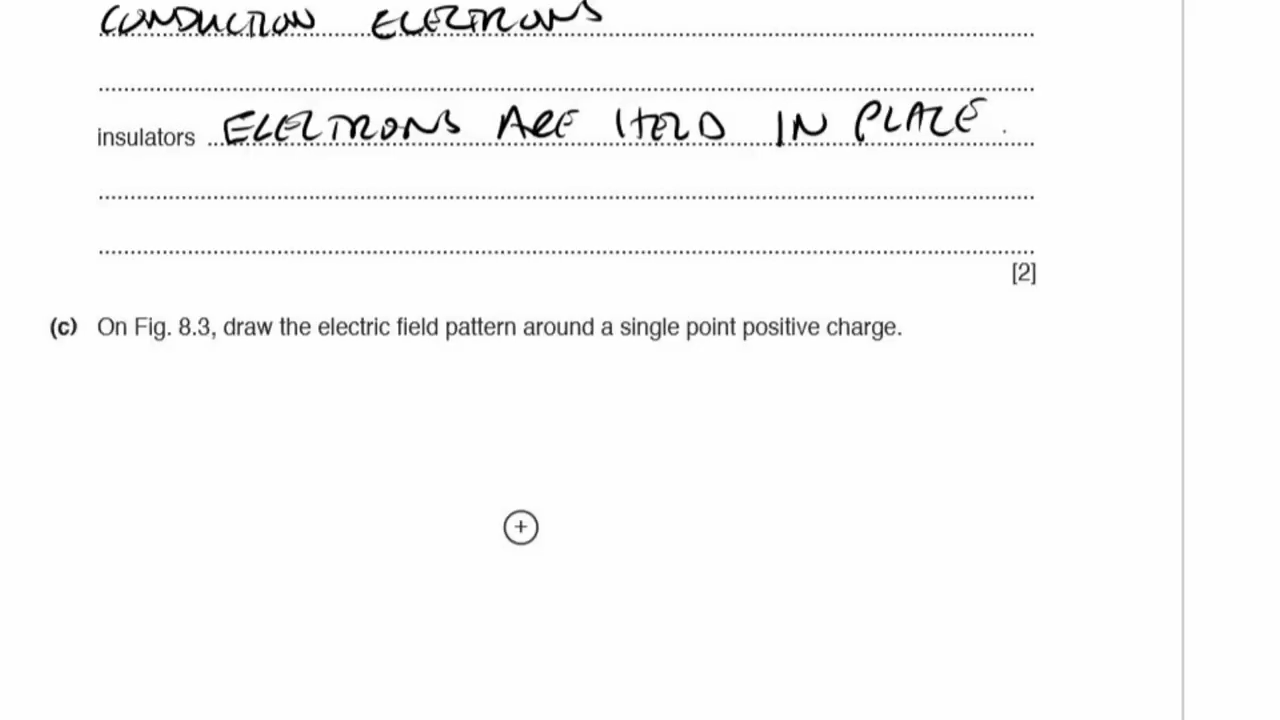 CONDUCTION ELECTRONS
insulators ELECTRONS ARE HELD IN PLACE.
[2]
(c) On Fig. 8.3, draw the electric field pattern around a single point positive charge.
+